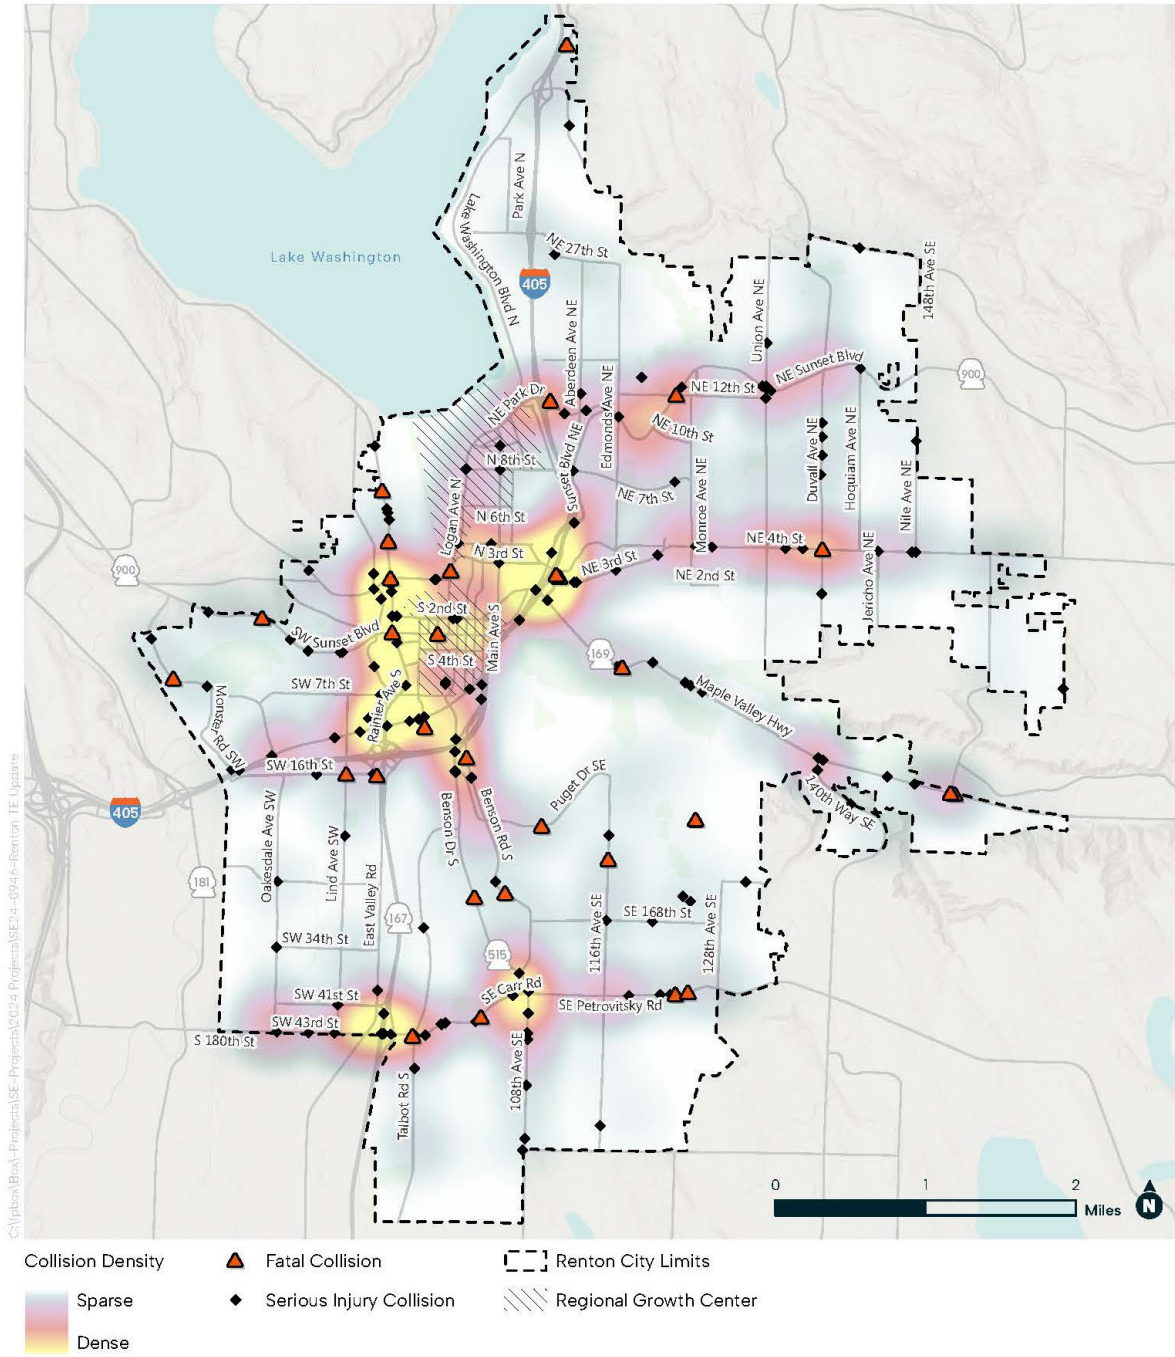 Park Ave N
Lake Washington Blvd N
NE 27th St
Lake Washington
405
148th Ave SE
Union Ave NE
Aberdeen Ave NE
NE Sunset Blvd
900
NE Park Dr
Edmonds Ave NE
NE 12th St
NE 10th St
Sunset Blvd NE
Duvall Ave NE
Hoquiam Ave NE
N 8th St
Monroe Ave NE
Nile Ave NE
NE 7th St
Logan Ave N
N 6th St
NE 4th St
N 3rd St
NE 3rd St
Jericho Ave NE
900
NE 2nd St
S 2nd St
SW Sunset Blvd
Main Ave S
S 4th St
169
SW 7th St
Maple Valley Hwy
Rainier Ave S
Monster Rd SW
SW 16th St
Puget Dr SE
140th Way SE
405
Benson Dr S
Benson Rd S
Oakesdale Ave SW
Lind Ave SW
181
East Valley Rd
167
SE 168th St
116th Ave SE
128th Ave SE
SW 34th St
515
SE Carr Rd
SW 41st St
SE Petrovitsky Rd
SW 43rd St
S 180th St
108th Ave SE
Talbot Rd S
0 1 2
Miles
N
Collision Density
Sparse
Dense
Fatal Collision
Serious Injury Collision
Renton City Limits
Regional Growth Center